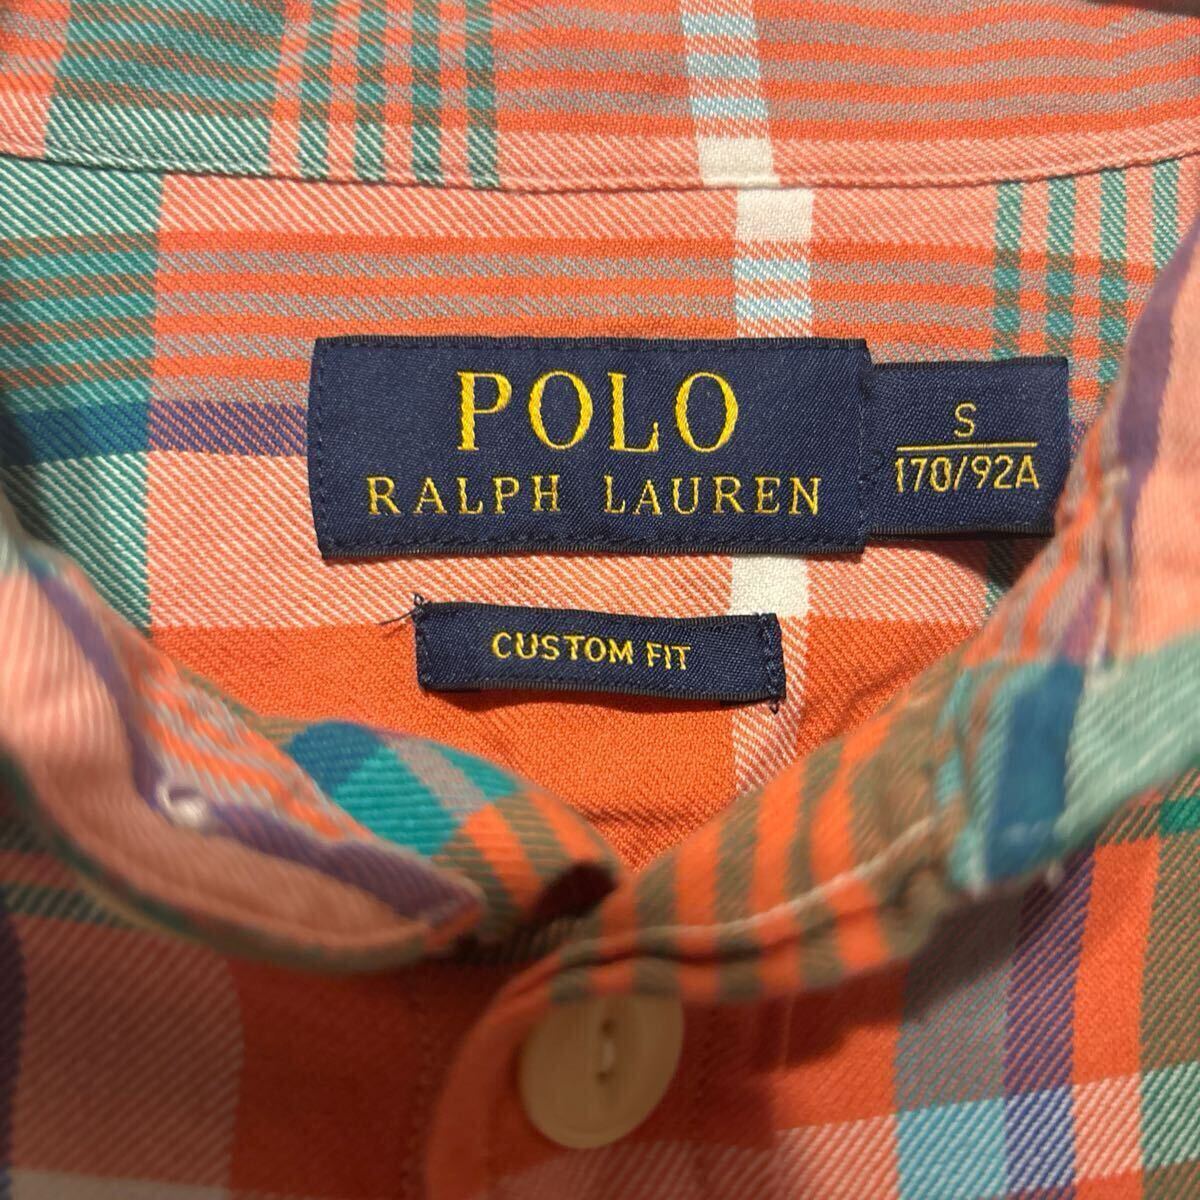 POLO
RALPH LAUREN
S
170/92A
CUSTOM FIT